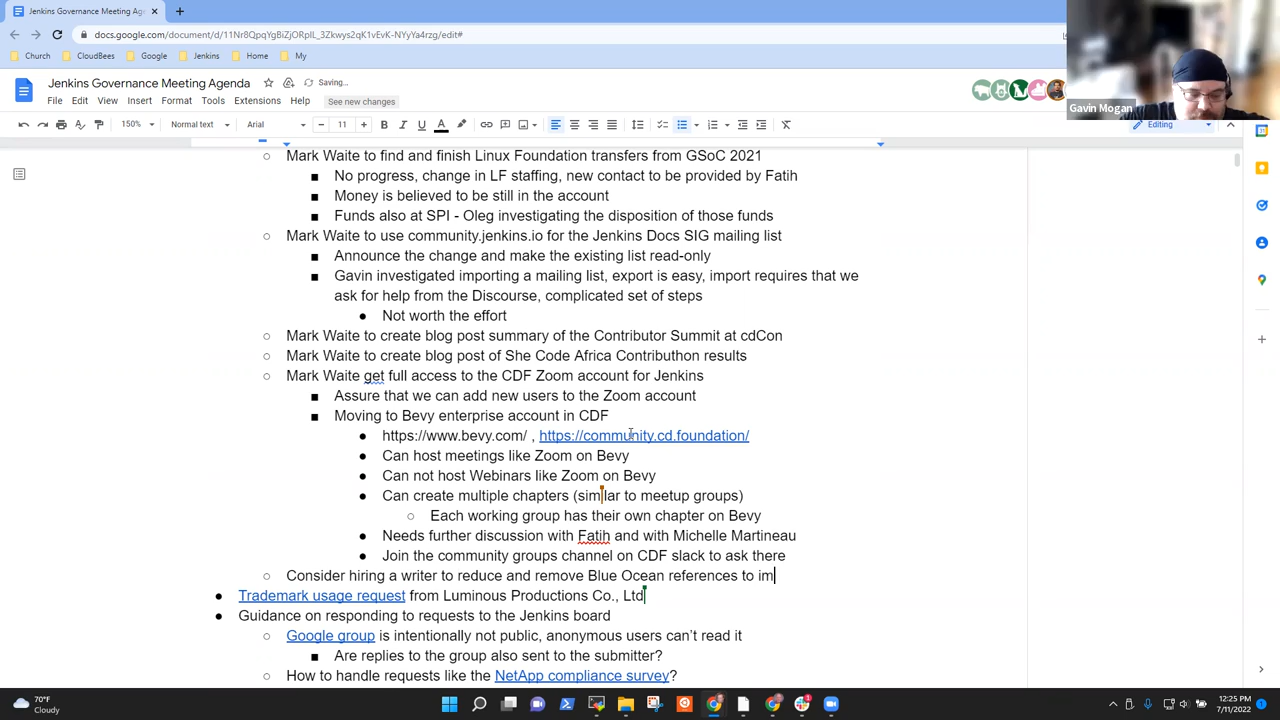 Jenkins Governance Meeting Agenda
docs.google.com/document/d/11Nr8QpqYgBiZjORpIL_3Zkwys2qK1vEvK-NYyYa4rzg/edit#
Church CloudBees Google Jenkins Home My
Jenkins Governance Meeting Agenda Saving...
File Edit View Insert Format Tools Extensions Help See new changes
Gavin Mogan
150% Normal text Arial 11 Editing
Mark Waite to find and finish Linux Foundation transfers from GSoC 2021
No progress, change in LF staffing, new contact to be provided by Fatih
Money is believed to be still in the account
Funds also at SPI - Oleg investigating the disposition of those funds
Mark Waite to use community.jenkins.io for the Jenkins Docs SIG mailing list
Announce the change and make the existing list read-only
Gavin investigated importing a mailing list, export is easy, import requires that we
ask for help from the Discourse, complicated set of steps
Not worth the effort
Mark Waite to create blog post summary of the Contributor Summit at cdCon
Mark Waite to create blog post of She Code Africa Contributhon results
Mark Waite get full access to the CDF Zoom account for Jenkins
Assure that we can add new users to the Zoom account
Moving to Bevy enterprise account in CDF
https://www.bevy.com/ , https://community.cd.foundation/
Can host meetings like Zoom on Bevy
Can not host Webinars like Zoom on Bevy
Can create multiple chapters (similar to meetup groups)
Each working group has their own chapter on Bevy
Needs further discussion with Fatih and with Michelle Martineau
Join the community groups channel on CDF slack to ask there
Consider hiring a writer to reduce and remove Blue Ocean references to im
Trademark usage request from Luminous Productions Co., Ltd
Guidance on responding to requests to the Jenkins board
Google group is intentionally not public, anonymous users can't read it
Are replies to the group also sent to the submitter?
How to handle requests like the NetApp compliance survey?
70°F
Cloudy
12:25 PM
7/11/2022